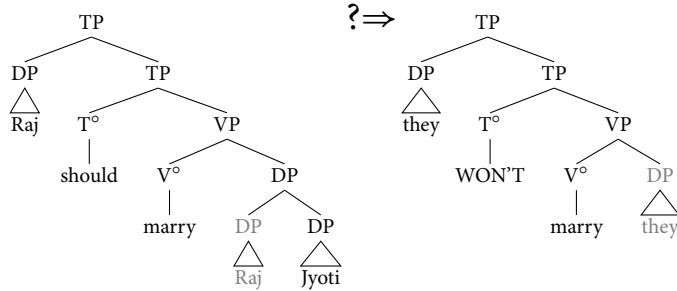 TP ?⇒ TP
DP TP DP TP
Raj T° VP they T° VP
should V° DP WON'T V° DP
marry DP DP marry they
Raj Jyoti